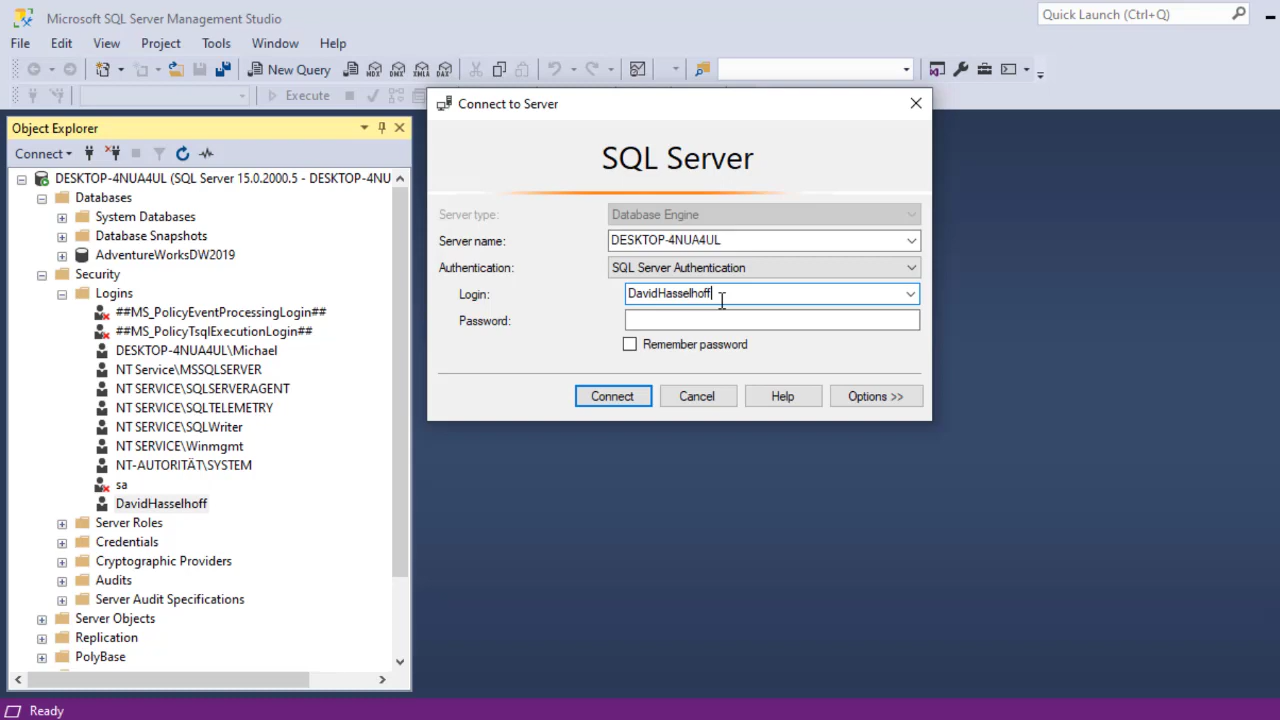 Microsoft SQL Server Management Studio
Quick Launch (Ctrl+Q)
File Edit View Project Tools Window Help
New Query MDX DMX XMLA DAX
Execute
Object Explorer
Connect
DESKTOP-4NUA4UL (SQL Server 15.0.2000.5 - DESKTOP-4NU
Databases
System Databases
Database Snapshots
AdventureWorksDW2019
Security
Logins
##MS_PolicyEventProcessingLogin##
##MS_PolicyTsqlExecutionLogin##
DESKTOP-4NUA4UL\Michael
NT Service\MSSQLSERVER
NT SERVICE\SQLSERVERAGENT
NT SERVICE\SQLTELEMETRY
NT SERVICE\SQLWriter
NT SERVICE\Winmgmt
NT-AUTORITÄT\SYSTEM
sa
DavidHasselhoff
Server Roles
Credentials
Cryptographic Providers
Audits
Server Audit Specifications
Server Objects
Replication
PolyBase
Connect to Server
SQL Server
Server type: Database Engine
Server name: DESKTOP-4NUA4UL
Authentication: SQL Server Authentication
Login: DavidHasselhoff
Password:
Remember password
Connect Cancel Help Options >>
Ready